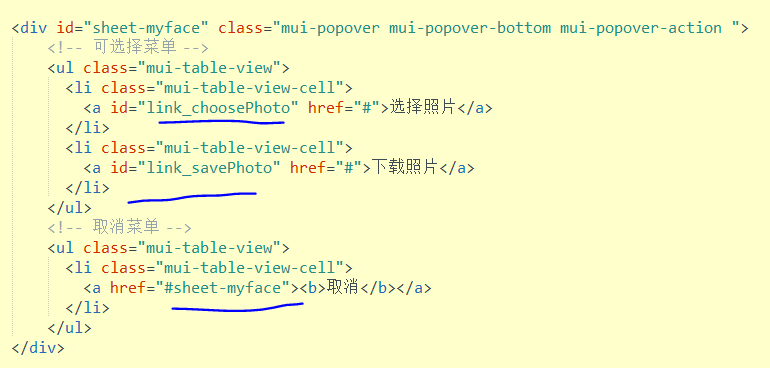 <div id="sheet-myface" class="mui-popover mui-popover-bottom mui-popover-action ">
<!-- 可选择菜单 -->
<ul class="mui-table-view">
<li class="mui-table-view-cell">
<a id="link_choosePhoto" href="#">选择照片</a>
</li>
<li class="mui-table-view-cell">
<a id="link_savePhoto" href="#">下载照片</a>
</li>
</ul>
<!-- 取消菜单 -->
<ul class="mui-table-view">
<li class="mui-table-view-cell">
<a href="#sheet-myface"><b>取消</b></a>
</li>
</ul>
</div>